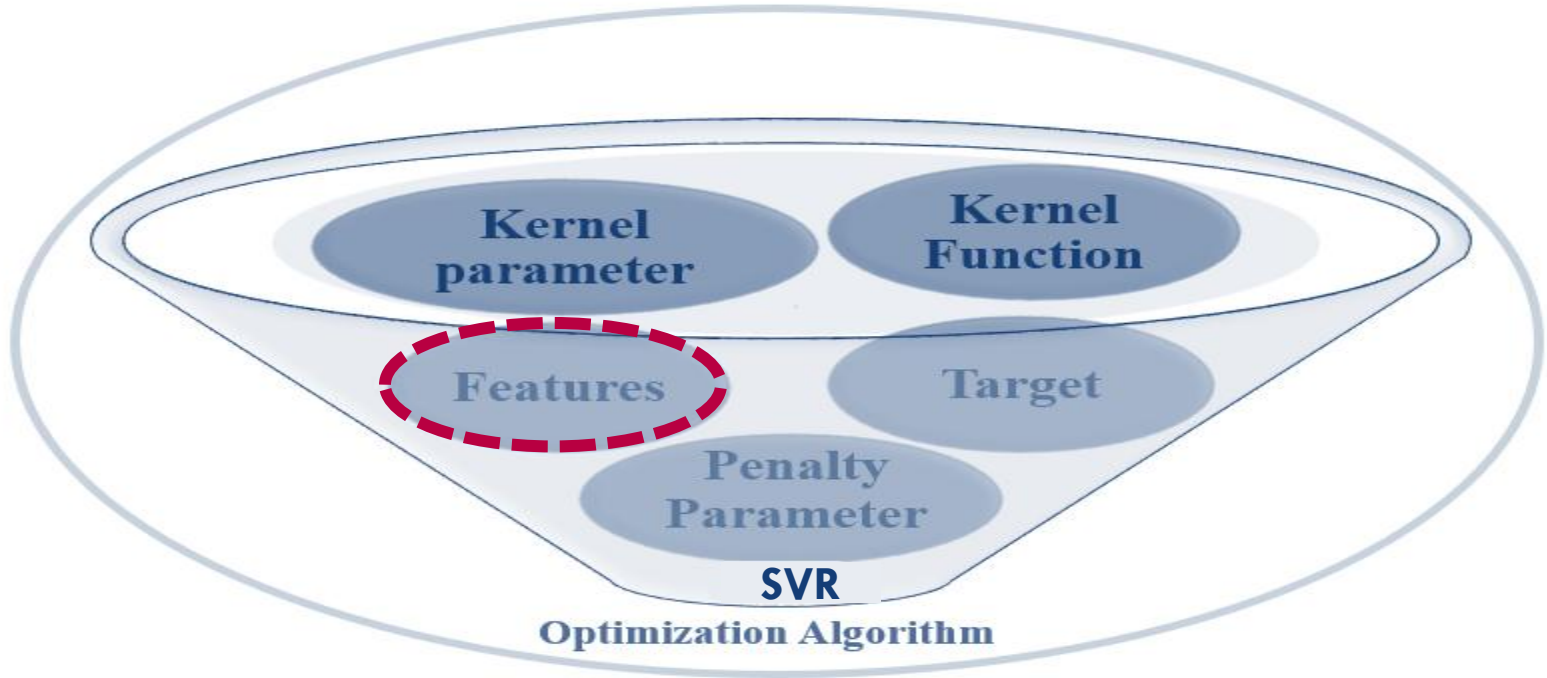 Kernel
parameter
Kernel
Function
Features
Target
Penalty
Parameter
SVR
Optimization Algorithm